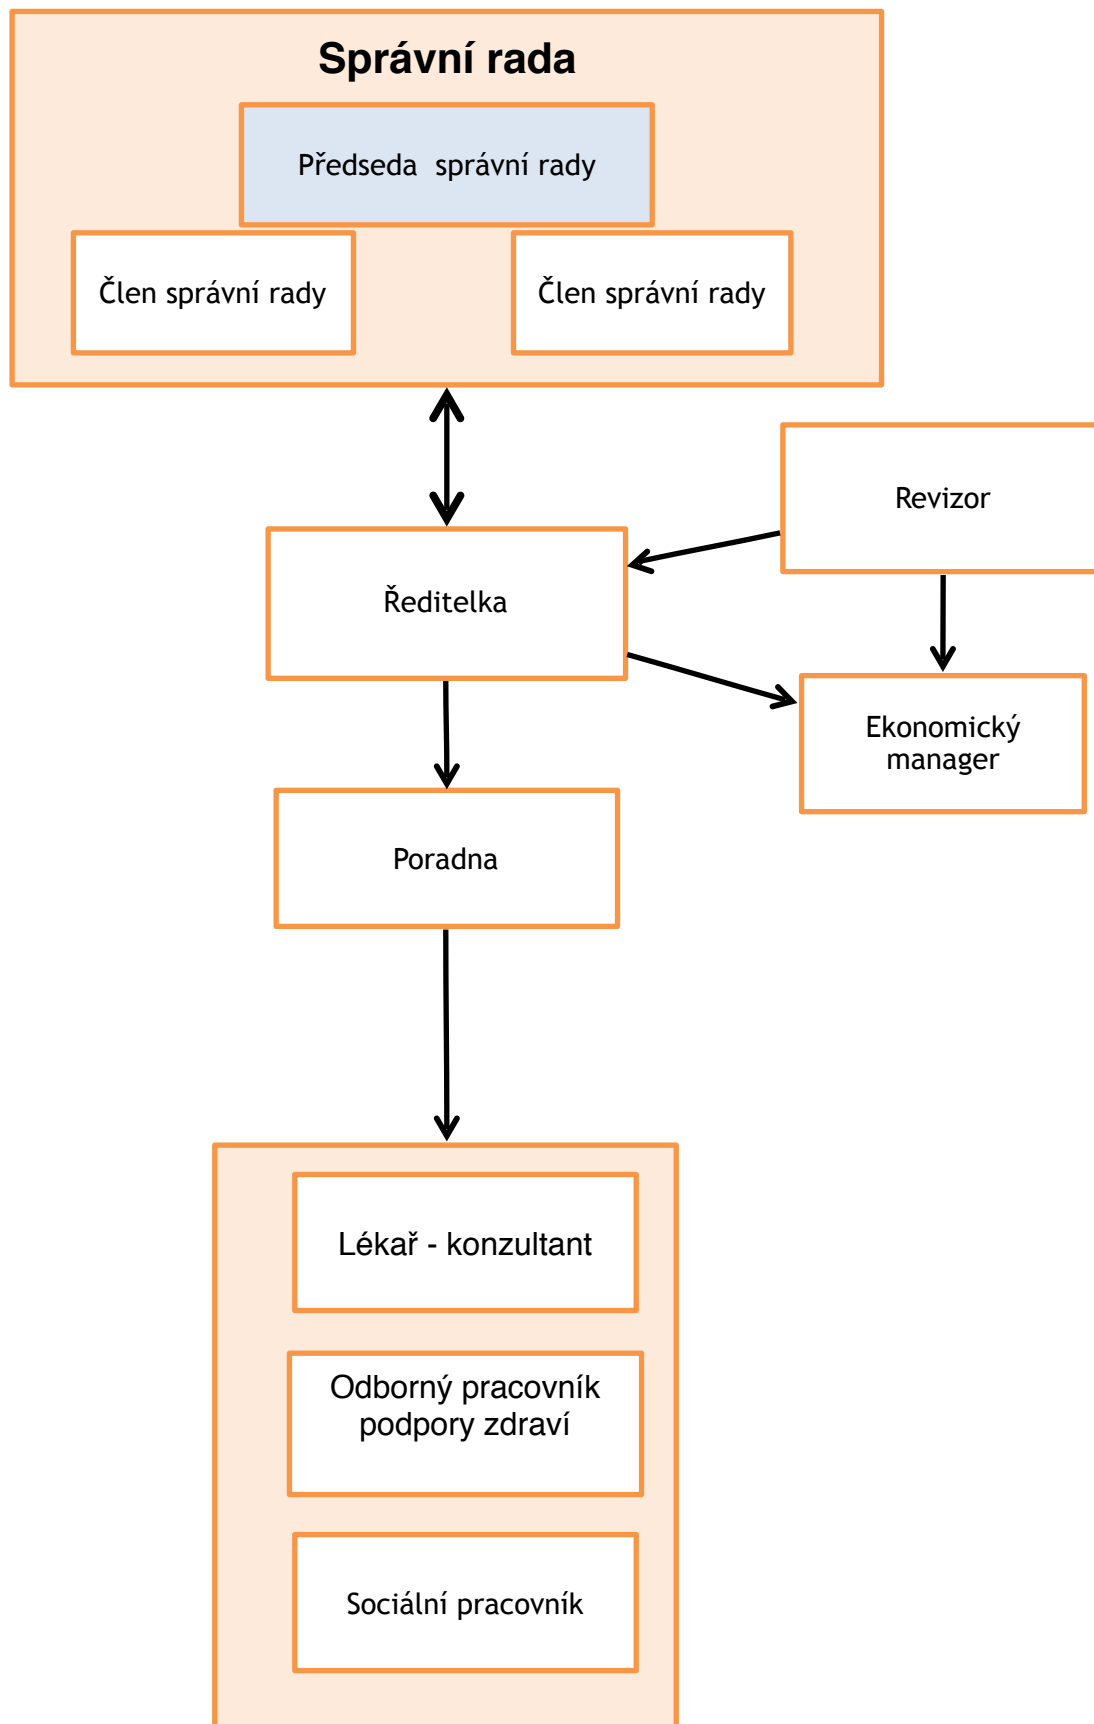 Správní rada
Předseda správní rady
Člen správní rady
Člen správní rady
Revizor
Ředitelka
Ekonomický
manager
Poradna
Lékař - konzultant
Odborný pracovník
podpory zdraví
Sociální pracovník